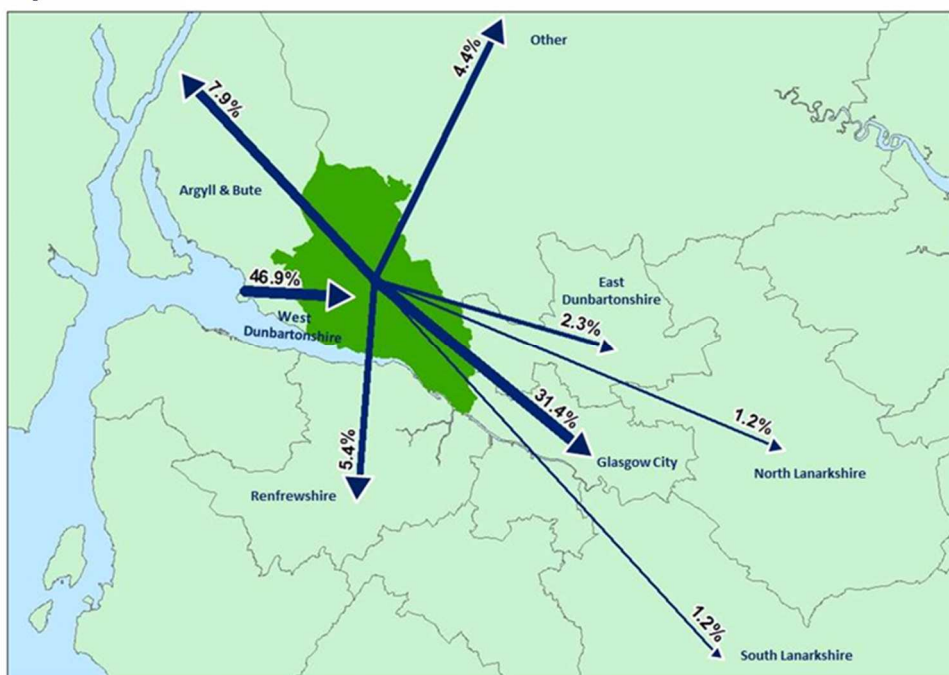 Other
4.4%
7.9%
Argyll & Bute
46.9%
West
Dunbartonshire
East
Dunbartonshire
2.3%
31.4%
1.2%
5.4%
Glasgow City
North Lanarkshire
Renfrewshire
1.2%
South Lanarkshire